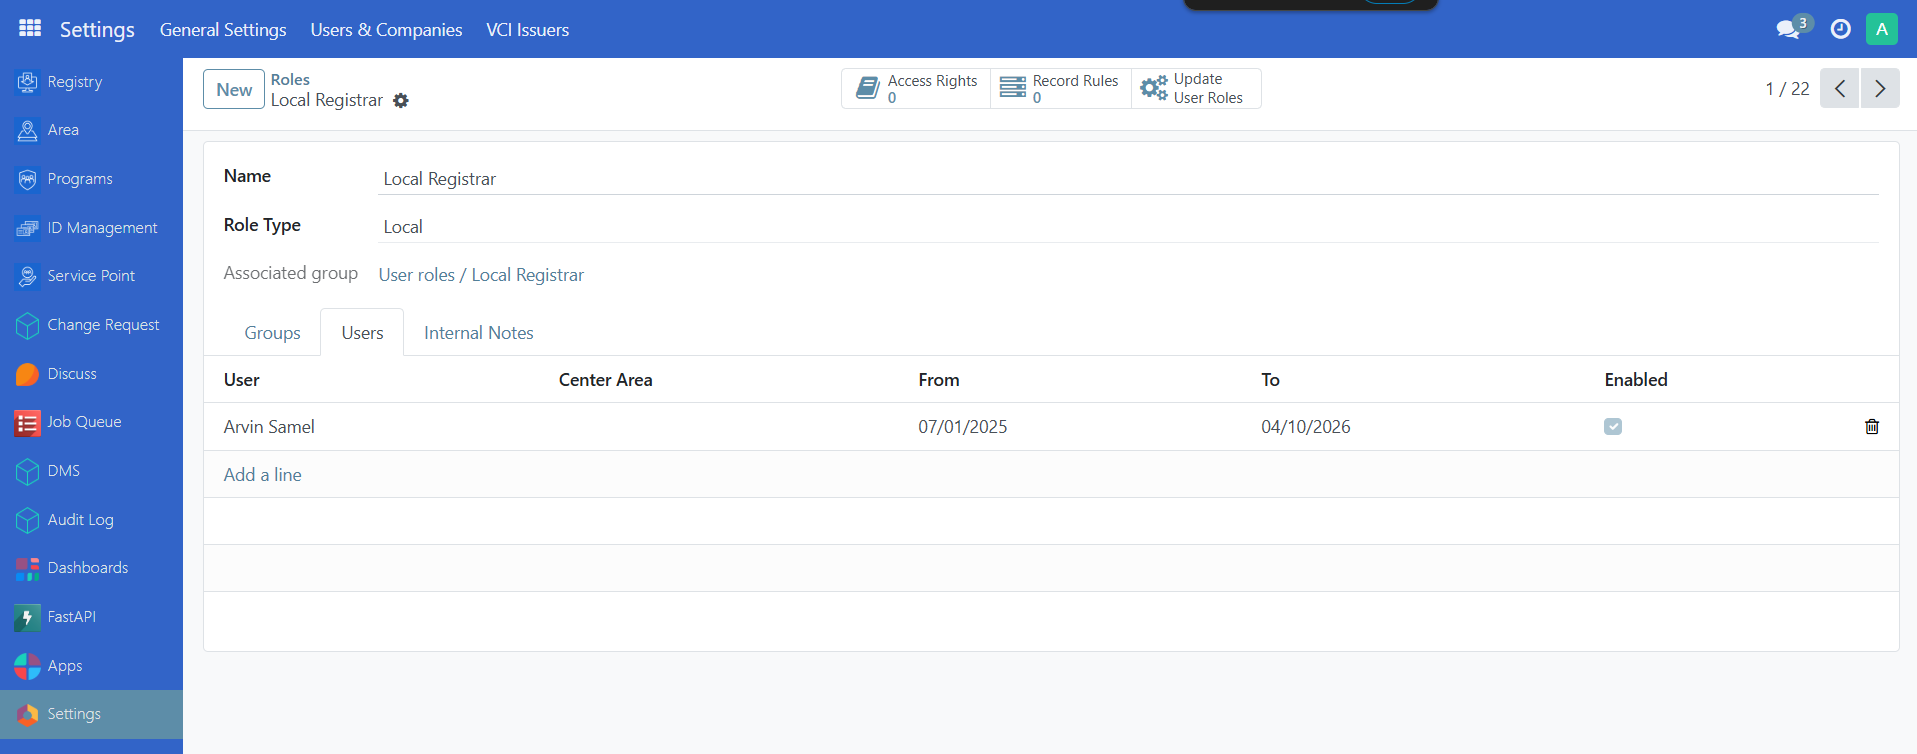 Settings
General Settings
Users & Companies
VCI Issuers
3
A
Registry
Area
Programs
ID Management
Service Point
Change Request
Discuss
Job Queue
DMS
Audit Log
Dashboards
FastAPI
Apps
Settings
New
Roles
Local Registrar
Access Rights
0
Record Rules
0
Update
User Roles
1 / 22
Name
Local Registrar
Role Type
Local
Associated group
User roles / Local Registrar
Groups
Users
Internal Notes
User
Center Area
From
To
Enabled
Arvin Samel
07/01/2025
04/10/2026
Add a line